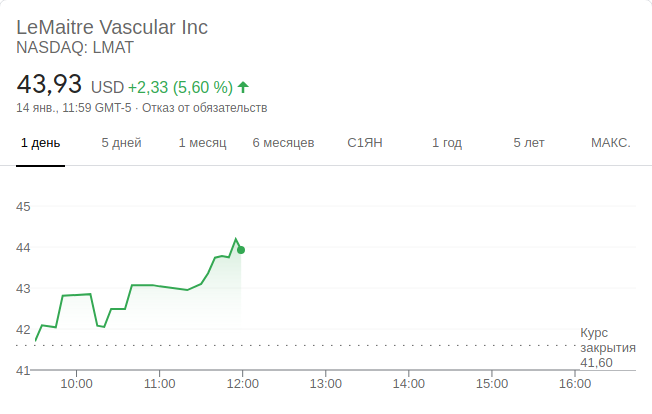 LeMaitre Vascular Inc
NASDAQ: LMAT
43,93 USD +2,33 (5,60 %)
14 янв., 11:59 GMT-5 · Отказ от обязательств
1 день 5 дней 1 месяц 6 месяцев С1ЯН 1 год 5 лет МАКС.
45
44
43
42
41
Курс
закрытия
41,60
10:00 11:00 12:00 13:00 14:00 15:00 16:00